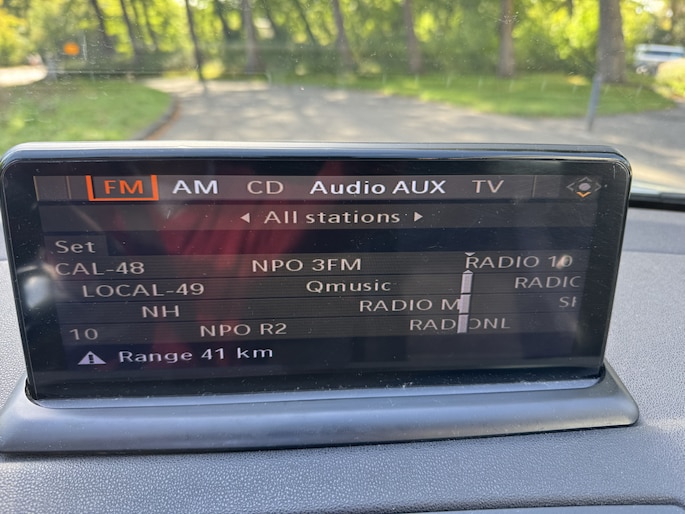 FM AM CD Audio AUX TV
All stations
Set
CAL-48 NPO 3FM RADIO 10
LOCAL-49 Qmusic RADIO
NH RADIO M
10 NPO R2 RADIONL
Range 41 km